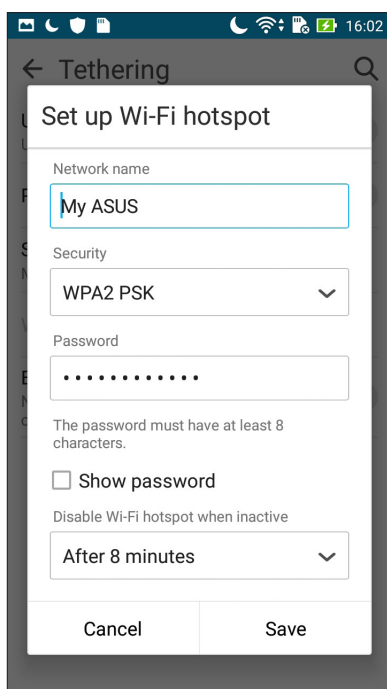 16:02
Tethering
Set up Wi-Fi hotspot
Network name
My ASUS
Security
WPA2 PSK
Password
••••••••••••
The password must have at least 8
characters.
Show password
Disable Wi-Fi hotspot when inactive
After 8 minutes
Cancel
Save